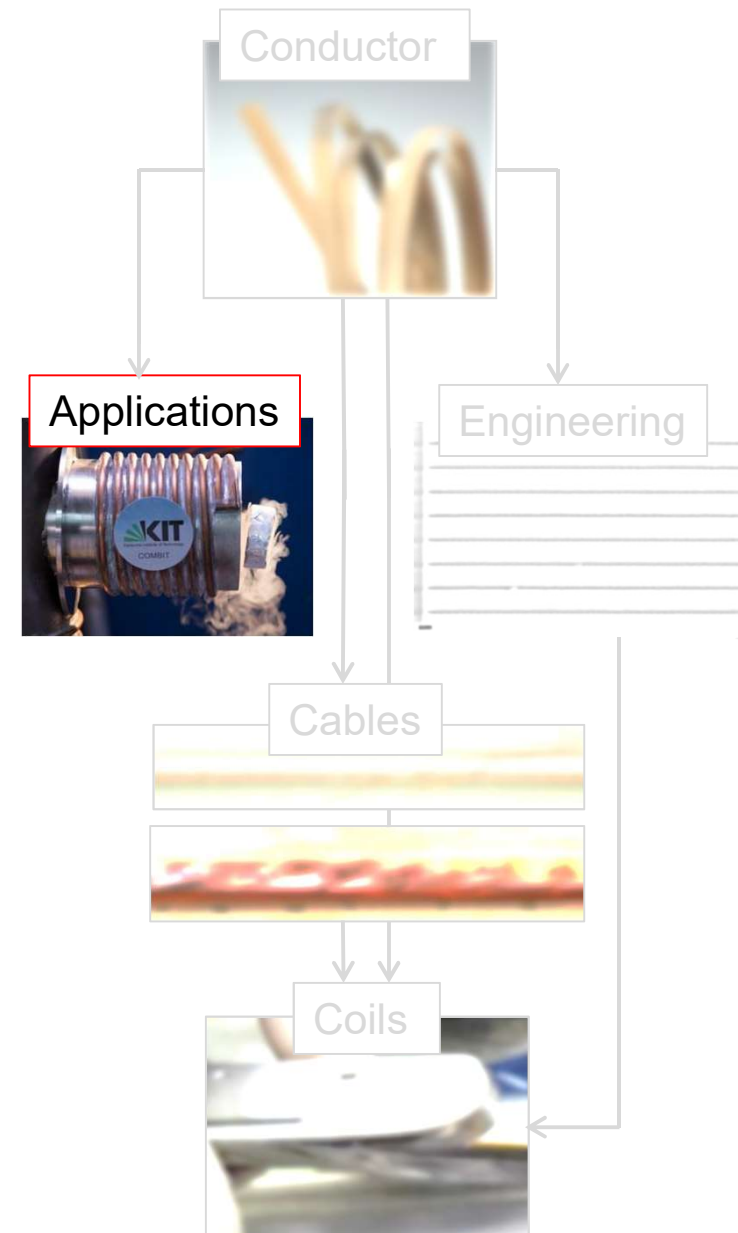 Conductor
Applications
Engineering
KIT
COMBIT
Cables
Coils